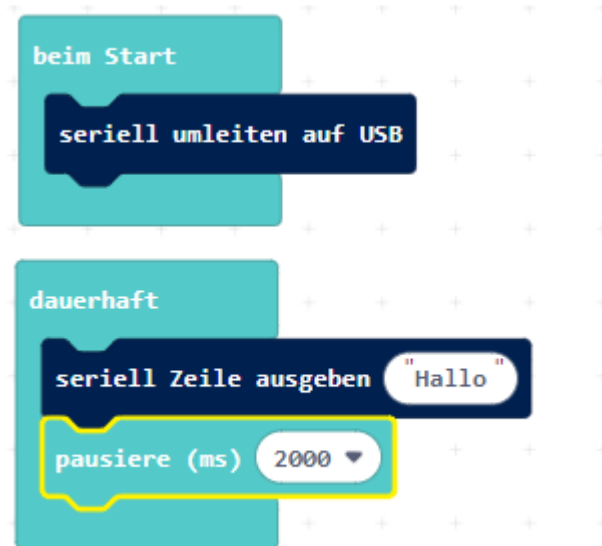 beim Start
seriell umleiten auf USB
dauerhaft
seriell Zeile ausgeben "Hallo"
pausiere (ms) 2000